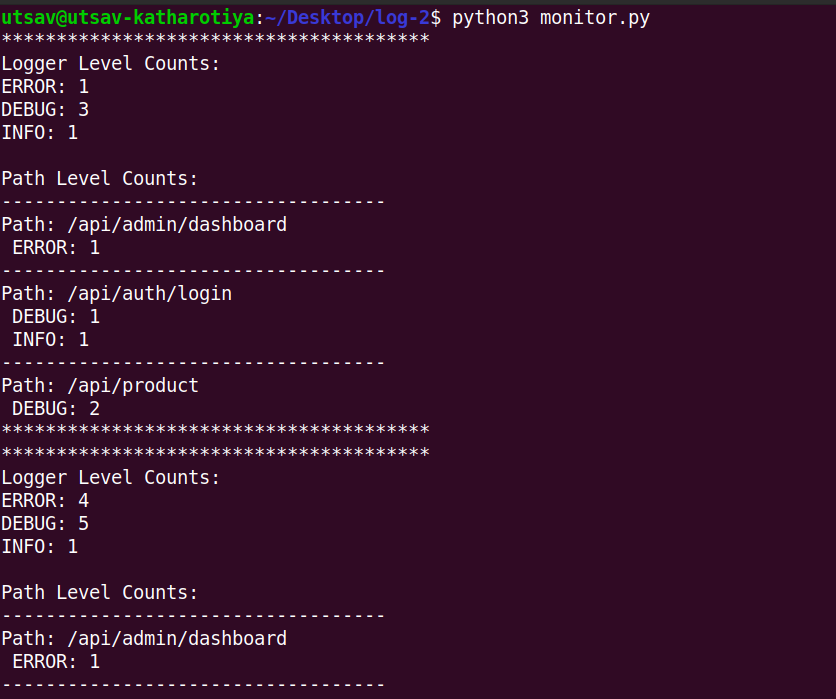 utsav@utsav-katharotiya:~/Desktop/log-2$ python3 monitor.py
***************************************
Logger Level Counts:
ERROR: 1
DEBUG: 3
INFO: 1
Path Level Counts:
-----------------------------------
Path: /api/admin/dashboard
 ERROR: 1
-----------------------------------
Path: /api/auth/login
 DEBUG: 1
 INFO: 1
-----------------------------------
Path: /api/product
 DEBUG: 2
***************************************
***************************************
Logger Level Counts:
ERROR: 4
DEBUG: 5
INFO: 1
Path Level Counts:
-----------------------------------
Path: /api/admin/dashboard
 ERROR: 1
-----------------------------------